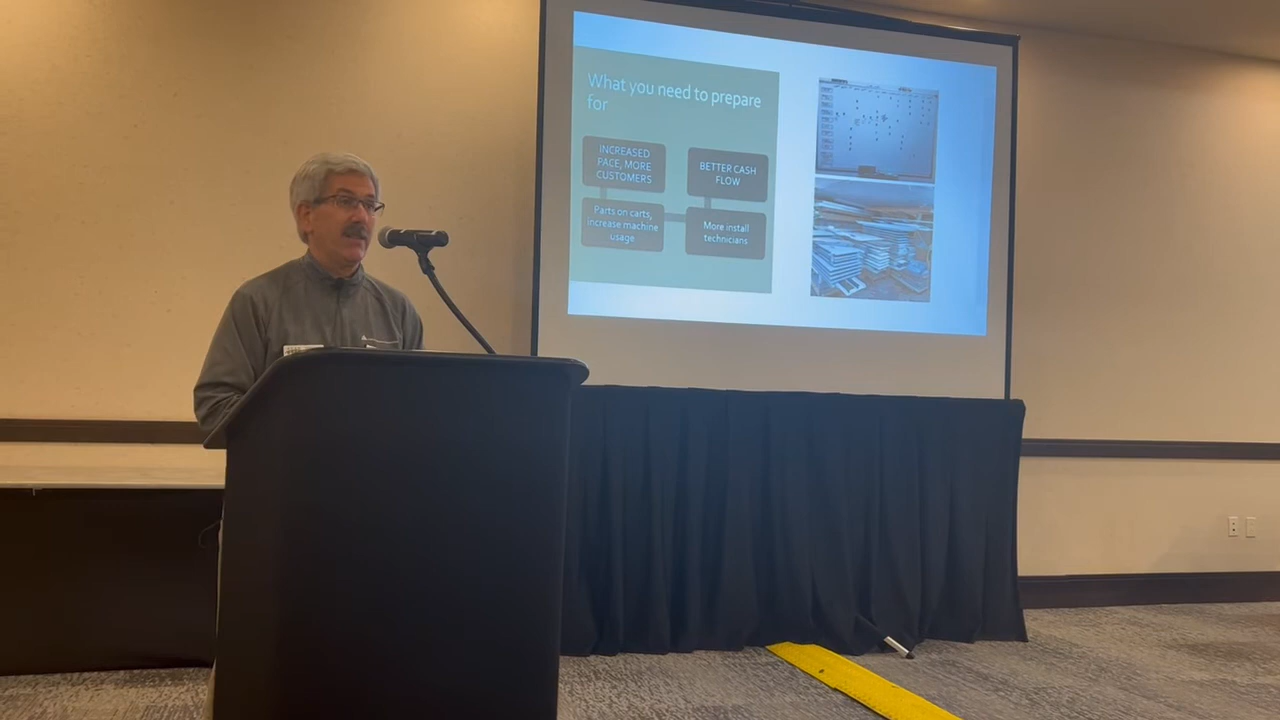 What you need to prepare
for
INCREASED
PACE, MORE
CUSTOMERS
BETTER CASH
FLOW
Parts on carts,
increase machine
usage
More install
technicians